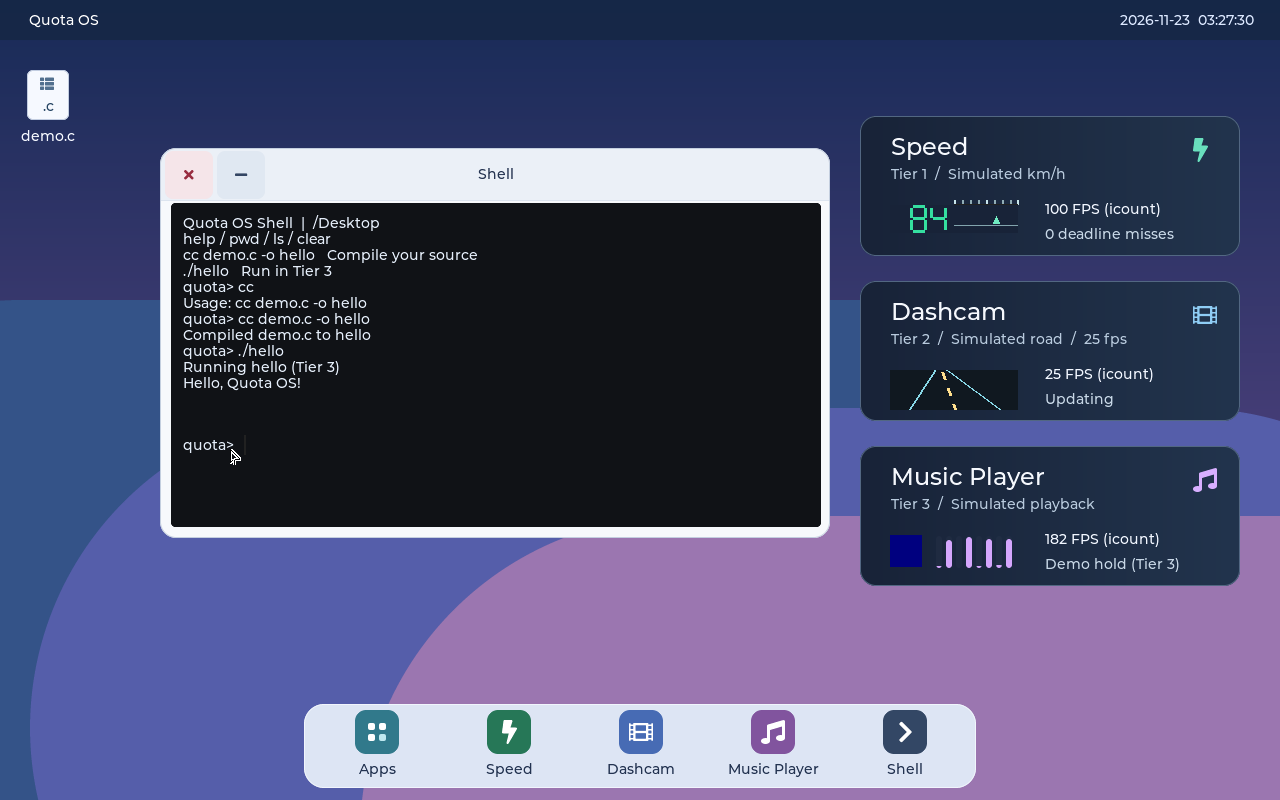 Quota OS
2026-11-23 03:27:30
.c
demo.c
Shell
Quota OS Shell | /Desktop
help / pwd / ls / clear
cc demo.c -o hello Compile your source
./hello Run in Tier 3
quota> cc
Usage: cc demo.c -o hello
quota> cc demo.c -o hello
Compiled demo.c to hello
quota> ./hello
Running hello (Tier 3)
Hello, Quota OS!
quota>
Speed
Tier 1 / Simulated km/h
84
100 FPS (icount)
0 deadline misses
Dashcam
Tier 2 / Simulated road / 25 fps
25 FPS (icount)
Updating
Music Player
Tier 3 / Simulated playback
182 FPS (icount)
Demo hold (Tier 3)
Apps
Speed
Dashcam
Music Player
Shell